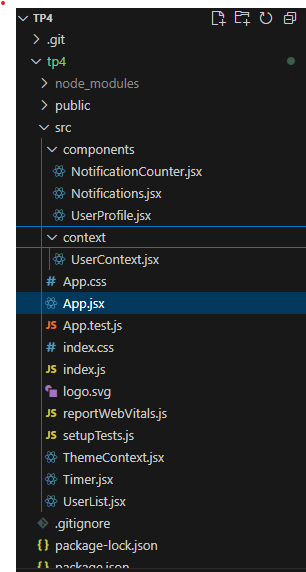 TP4
.git
tp4
node_modules
public
src
components
NotificationCounter.jsx
Notifications.jsx
UserProfile.jsx
context
UserContext.jsx
# App.css
App.jsx
JS App.test.js
# index.css
JS index.js
logo.svg
JS reportWebVitals.js
JS setupTests.js
ThemeContext.jsx
Timer.jsx
UserList.jsx
.gitignore
{} package-lock.json
{} package.json